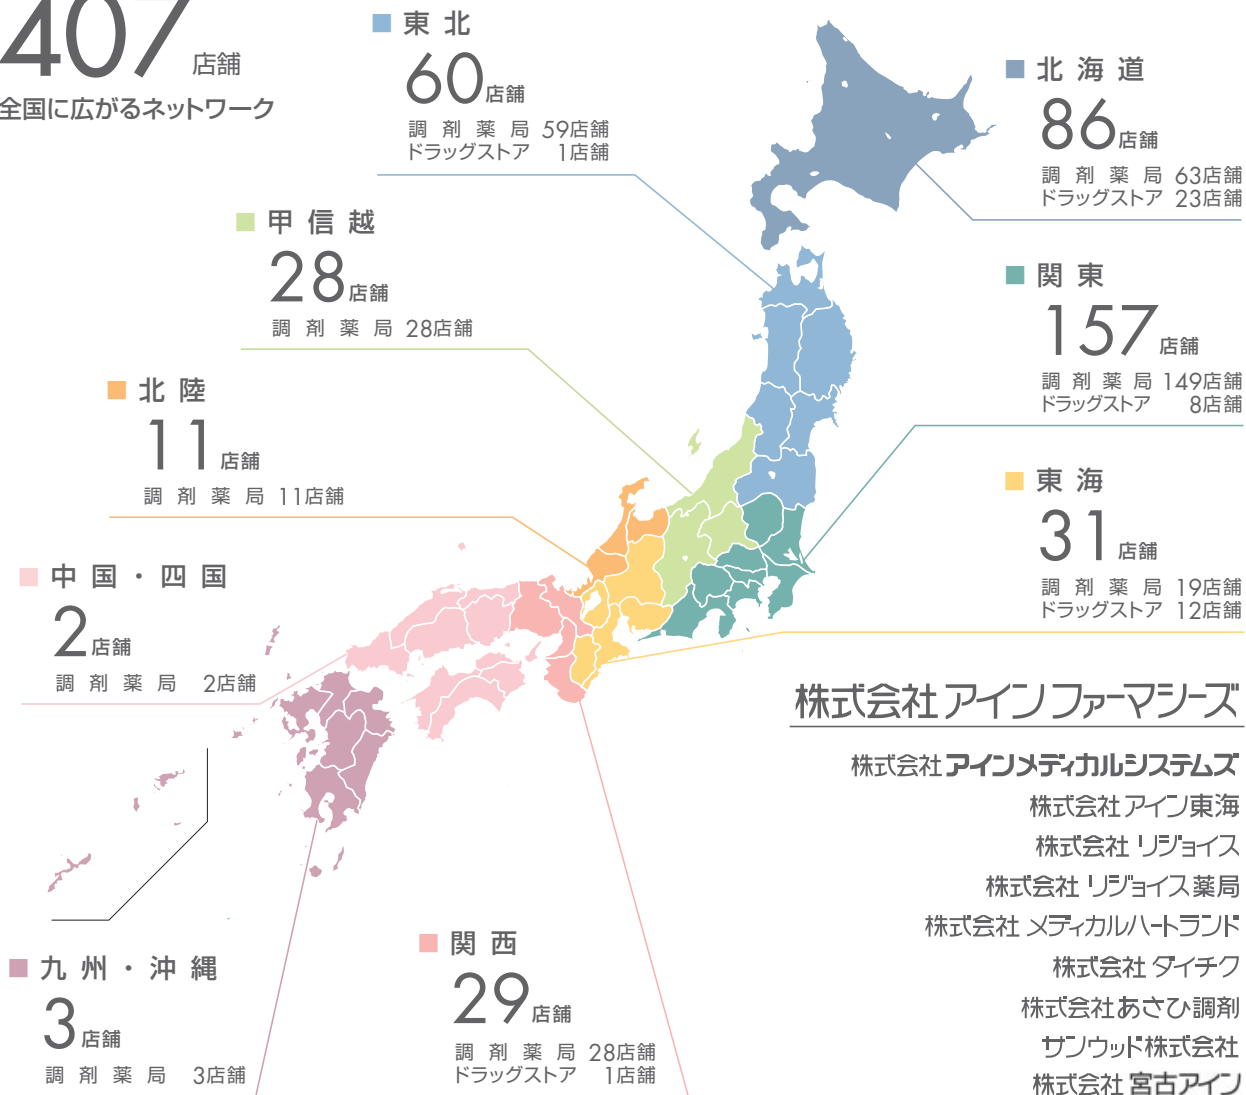 407店舗
全国に広がるネットワーク
東北
60店舗
調剤薬局 59店舗
ドラッグストア 1店舗
北海道
86店舗
調剤薬局 63店舗
ドラッグストア 23店舗
甲信越
28店舗
調剤薬局 28店舗
関東
157店舗
調剤薬局 149店舗
ドラッグストア 8店舗
北陸
11店舗
調剤薬局 11店舗
東海
31店舗
調剤薬局 19店舗
ドラッグストア 12店舗
中国・四国
2店舗
調剤薬局 2店舗
九州・沖縄
3店舗
調剤薬局 3店舗
関西
29店舗
調剤薬局 28店舗
ドラッグストア 1店舗
株式会社 アインファーマシーズ
株式会社 アインメディカルシステムズ
株式会社 アイン東海
株式会社 リジョイス
株式会社 リジョイス薬局
株式会社 メディカルハートランド
株式会社 ダイチク
株式会社あさひ調剤
サンウッド株式会社
株式会社 宮古アイン